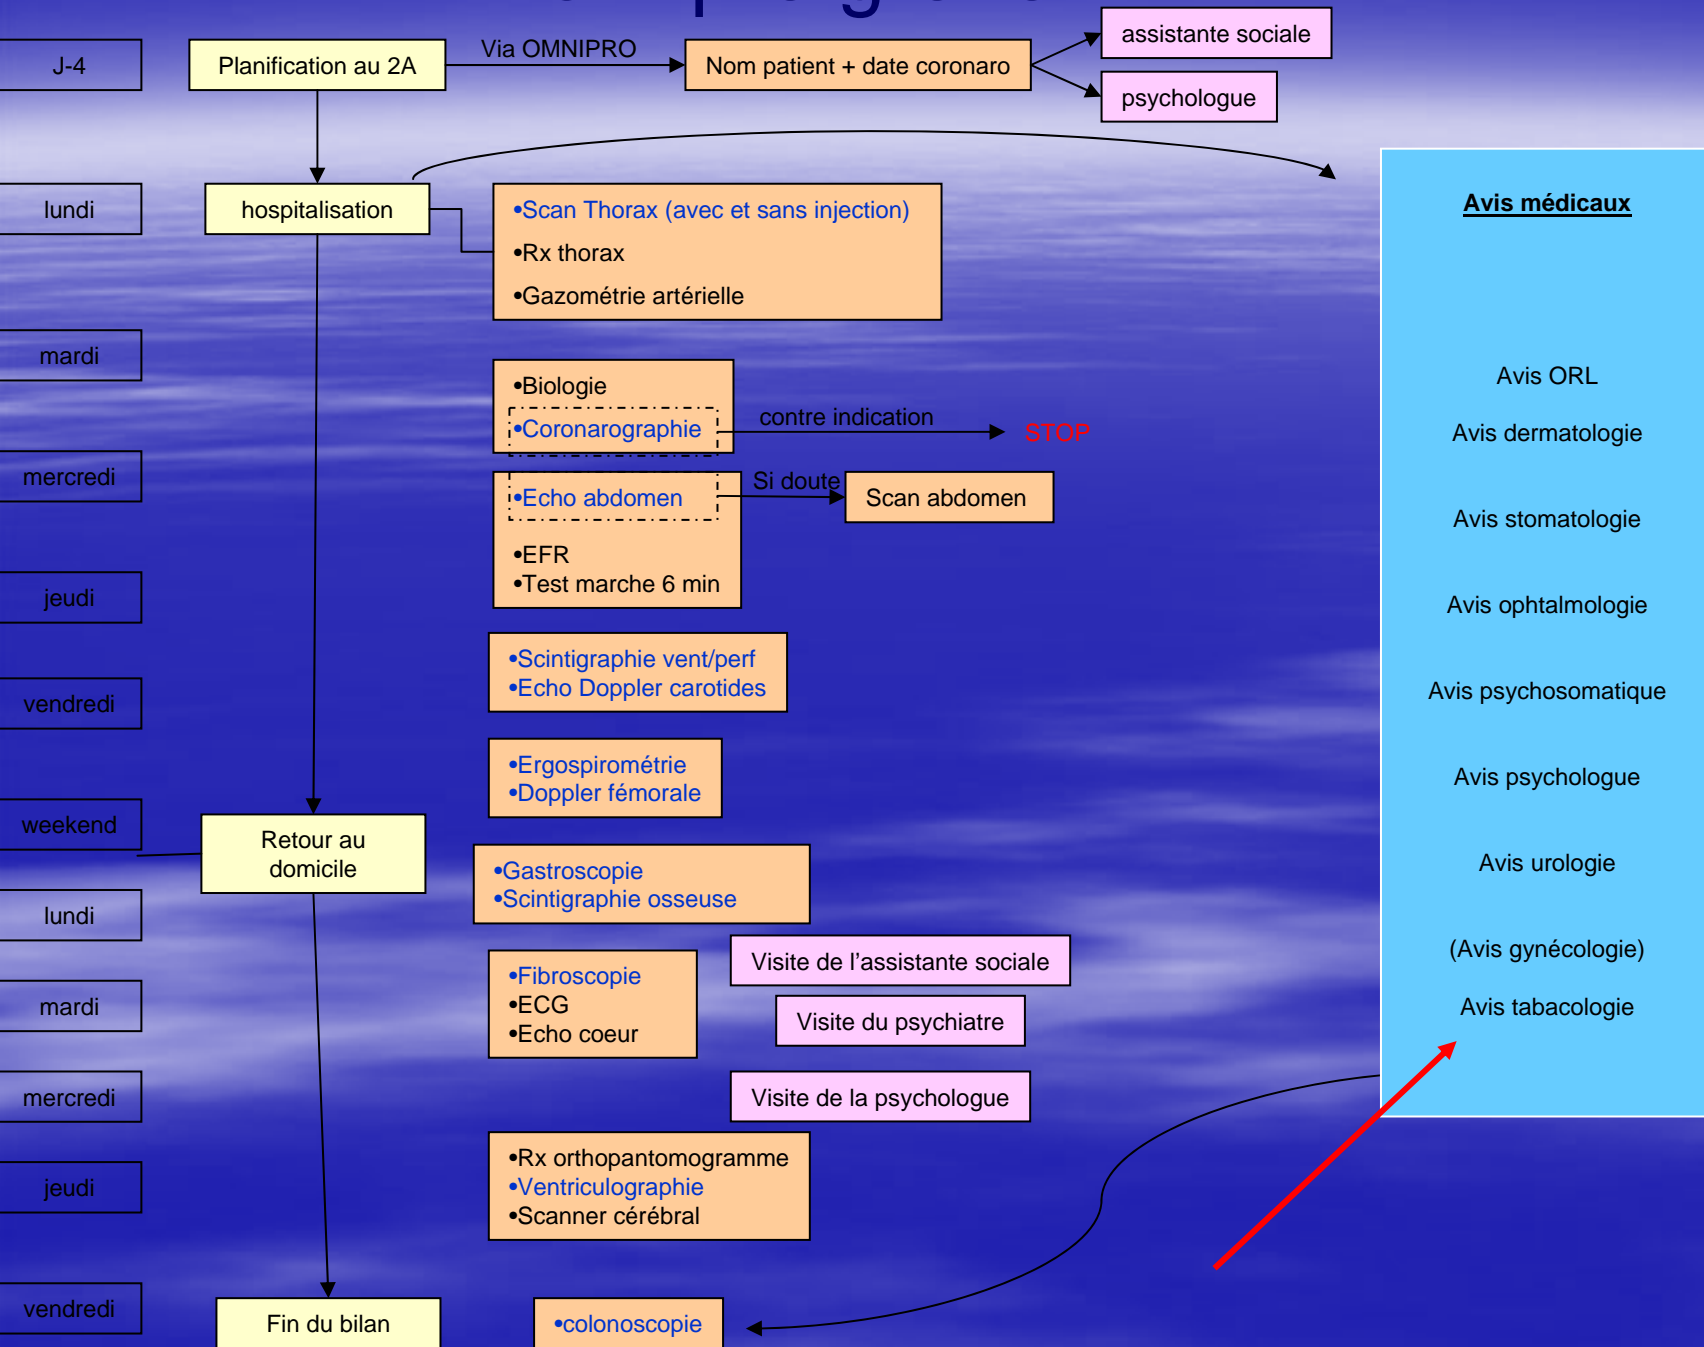 J-4
Planification au 2A
Via OMNIPRO
Nom patient + date coronaro
assistante sociale
psychologue
lundi
hospitalisation
•Scan Thorax (avec et sans injection)
•Rx thorax
•Gazométrie artérielle
mardi
•Biologie
•Coronarographie
contre indication
STOP
mercredi
•Echo abdomen
Si doute
Scan abdomen
•EFR
•Test marche 6 min
jeudi
•Scintigraphie vent/perf
•Echo Doppler carotides
vendredi
•Ergospirométrie
•Doppler fémorale
weekend
Retour au
domicile
•Gastroscopie
•Scintigraphie osseuse
lundi
Visite de l'assistante sociale
•Fibroscopie
•ECG
•Echo coeur
mardi
Visite du psychiatre
mercredi
Visite de la psychologue
•Rx orthopantomogramme
•Ventriculographie
•Scanner cérébral
jeudi
vendredi
Fin du bilan
•colonoscopie
Avis médicaux
Avis ORL
Avis dermatologie
Avis stomatologie
Avis ophtalmologie
Avis psychosomatique
Avis psychologue
Avis urologie
(Avis gynécologie)
Avis tabacologie